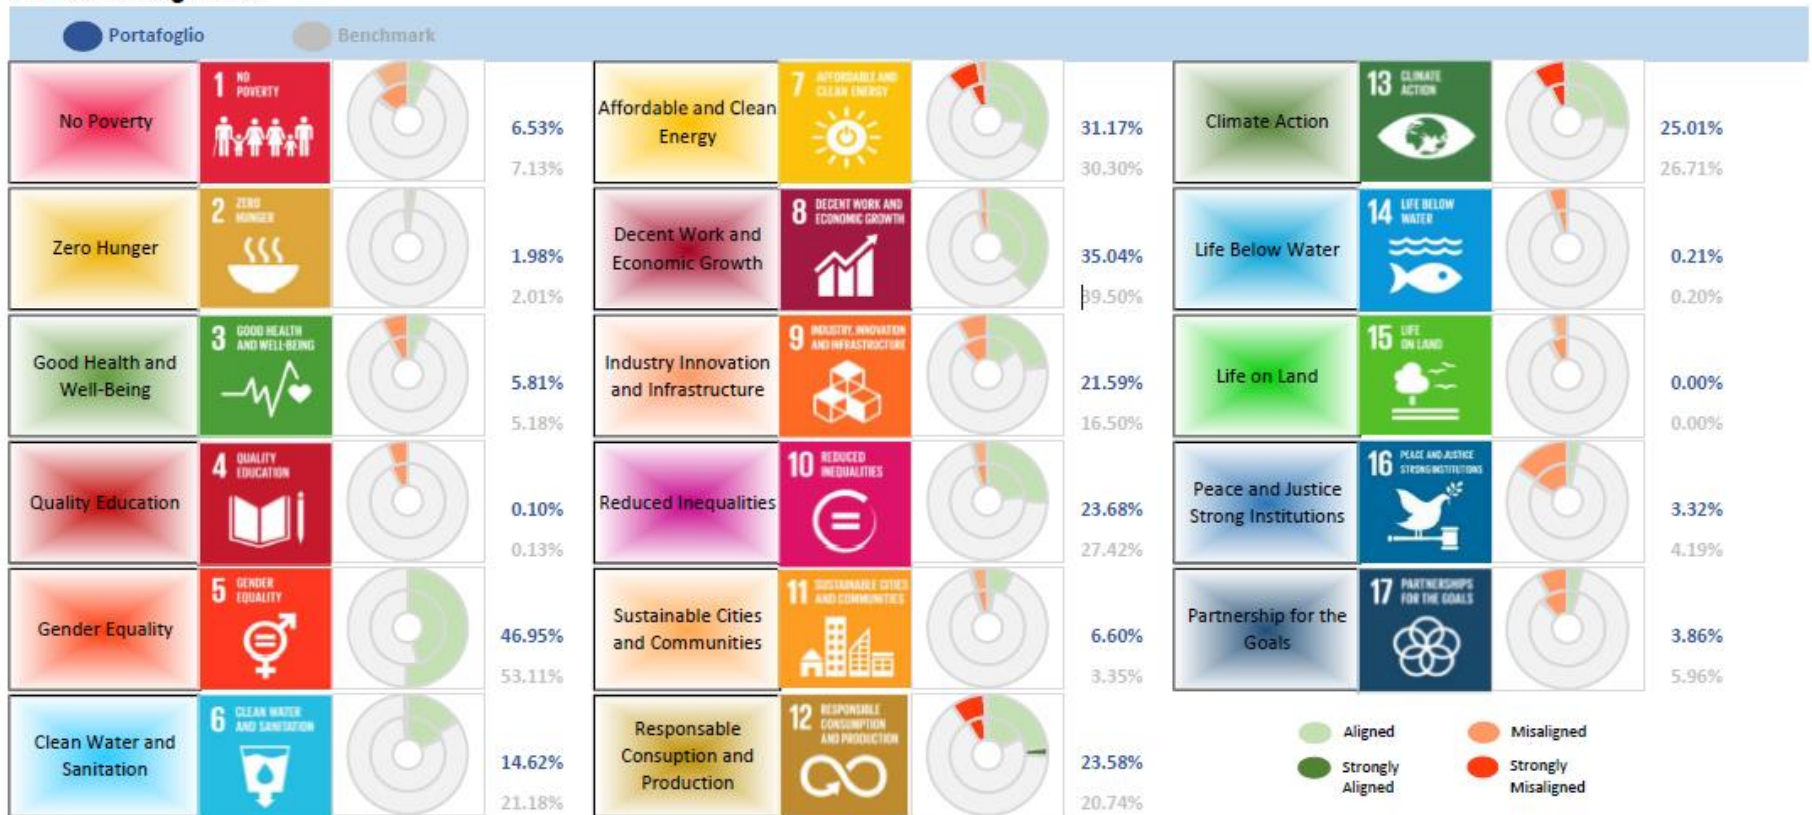 Portafoglio
Benchmark
No Poverty
1 NO
POVERTY
6.53%
7.13%
Zero Hunger
2 ZERO
HUNGER
1.98%
2.01%
Good Health and
Well-Being
3 GOOD HEALTH
AND WELL-BEING
5.81%
5.18%
Quality Education
4 QUALITY
EDUCATION
0.10%
0.13%
Gender Equality
5 GENDER
EQUALITY
46.95%
53.11%
Clean Water and
Sanitation
6 CLEAN WATER
AND SANITATION
14.62%
21.18%
Affordable and Clean
Energy
7 AFFORDABLE AND
CLEAN ENERGY
31.17%
30.30%
Decent Work and
Economic Growth
8 DECENT WORK AND
ECONOMIC GROWTH
35.04%
39.50%
Industry Innovation
and Infrastructure
9 INDUSTRY, INNOVATION
AND INFRASTRUCTURE
21.59%
16.50%
Reduced Inequalities
10 REDUCED
INEQUALITIES
23.68%
27.42%
Sustainable Cities
and Communities
11 SUSTAINABLE CITIES
AND COMMUNITIES
6.60%
3.35%
Responsable
Consuption and
Production
12 RESPONSIBLE
CONSUMPTION
AND PRODUCTION
23.58%
20.74%
Climate Action
13 CLIMATE
ACTION
25.01%
26.71%
Life Below Water
14 LIFE BELOW
WATER
0.21%
0.20%
Life on Land
15 LIFE
ON LAND
0.00%
0.00%
Peace and Justice
Strong Institutions
16 PEACE AND JUSTICE
STRONG INSTITUTIONS
3.32%
4.19%
Partnership for the
Goals
17 PARTNERSHIPS
FOR THE GOALS
3.86%
5.96%
Aligned
Misaligned
Strongly
Aligned
Strongly
Misaligned